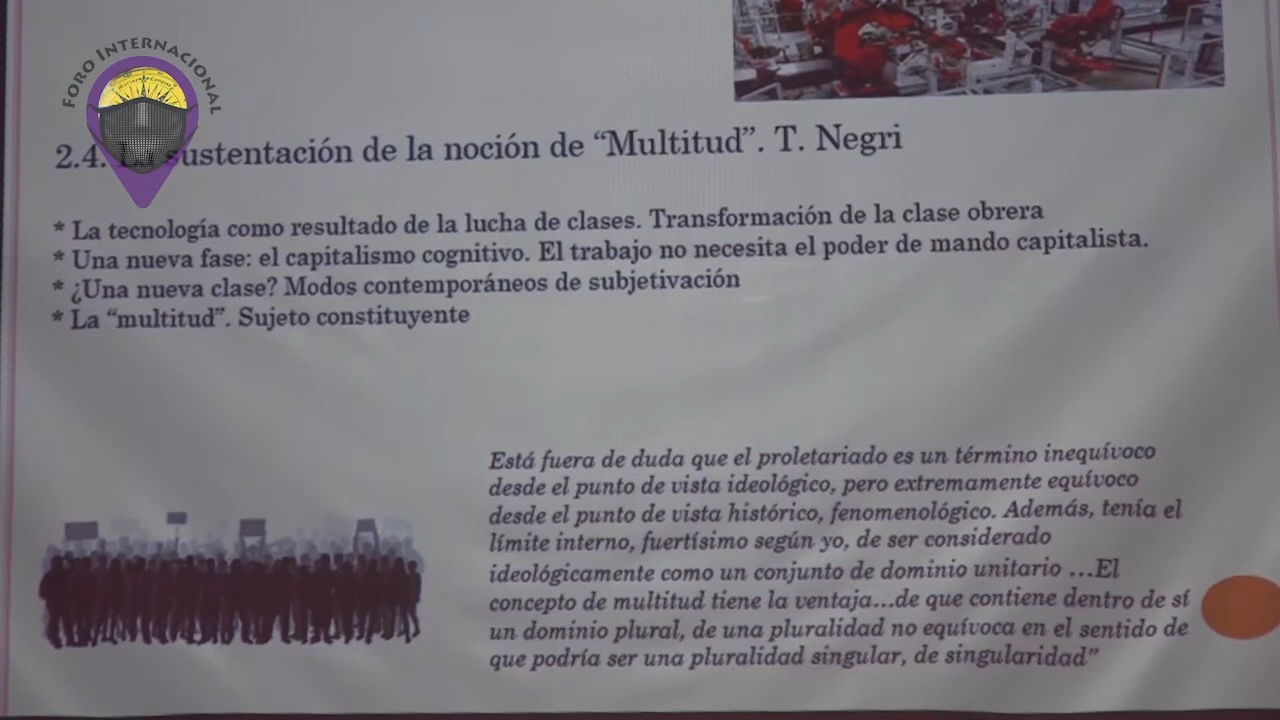 FORO INTERNACIONAL
2.4. sustentación de la noción de “Multitud”. T. Negri
* La tecnología como resultado de la lucha de clases. Transformación de la clase obrera
* Una nueva fase: el capitalismo cognitivo. El trabajo no necesita el poder de mando capitalista.
* ¿Una nueva clase? Modos contemporáneos de subjetivación
* La “multitud”. Sujeto constituyente
Está fuera de duda que el proletariado es un término inequívoco
desde el punto de vista ideológico, pero extremamente equívoco
desde el punto de vista histórico, fenomenológico. Además, tenía el
límite interno, fuertísimo según yo, de ser considerado
ideológicamente como un conjunto de dominio unitario ...El
concepto de multitud tiene la ventaja...de que contiene dentro de sí
un dominio plural, de una pluralidad no equívoca en el sentido de
que podría ser una pluralidad singular, de singularidad”